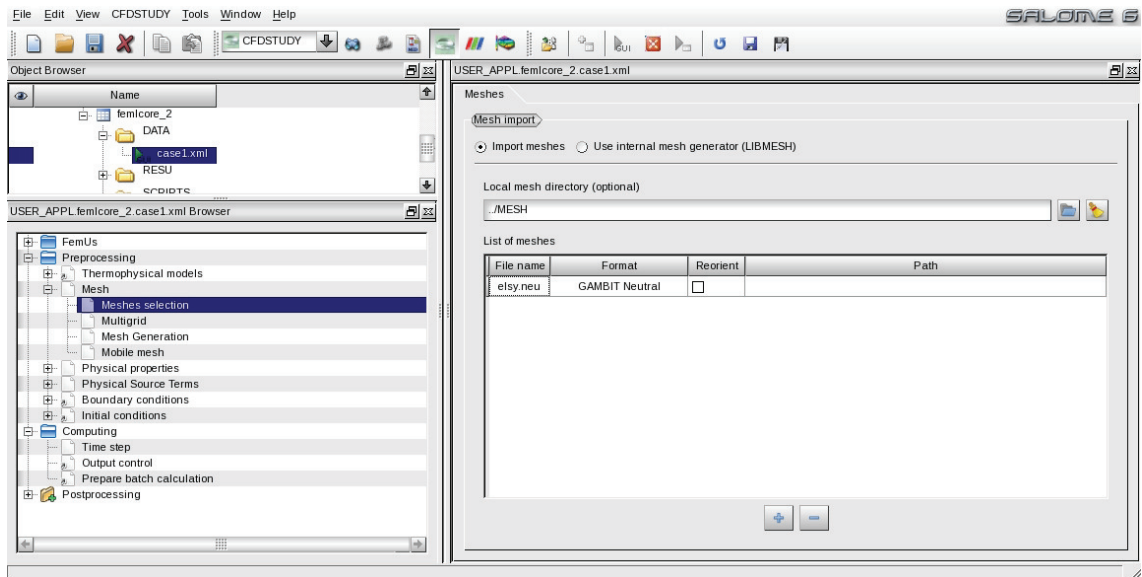 File Edit View CFDSTUDY Tools Window Help
SALOME 6
CFDSTUDY
Object Browser
Name
femlcore_2
DATA
case1.xml
RESU
SCRIPTS
USER_APPL.femlcore_2.case1.xml Browser
FemUs
Preprocessing
Thermophysical models
Mesh
Meshes selection
Multigrid
Mesh Generation
Mobile mesh
Physical properties
Physical Source Terms
Boundary conditions
Initial conditions
Computing
Time step
Output control
Prepare batch calculation
Postprocessing
USER_APPL.femlcore_2.case1.xml
Meshes
Mesh import
Import meshes Use internal mesh generator (LIBMESH)
Local mesh directory (optional)
../MESH
List of meshes
File name Format Reorient Path
elsy.neu GAMBIT Neutral